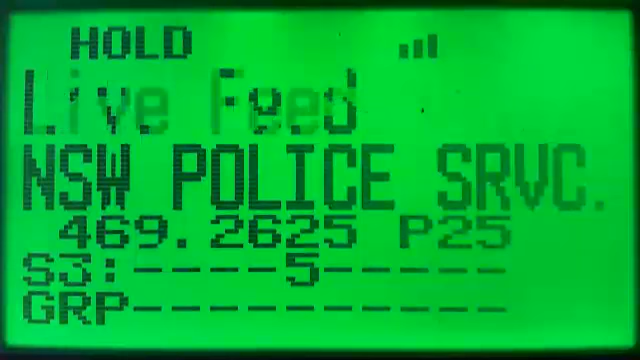 HOLD
Live Feed
NSW POLICE SRVC.
469.2625 P25
S3:----5-----
GRP----------